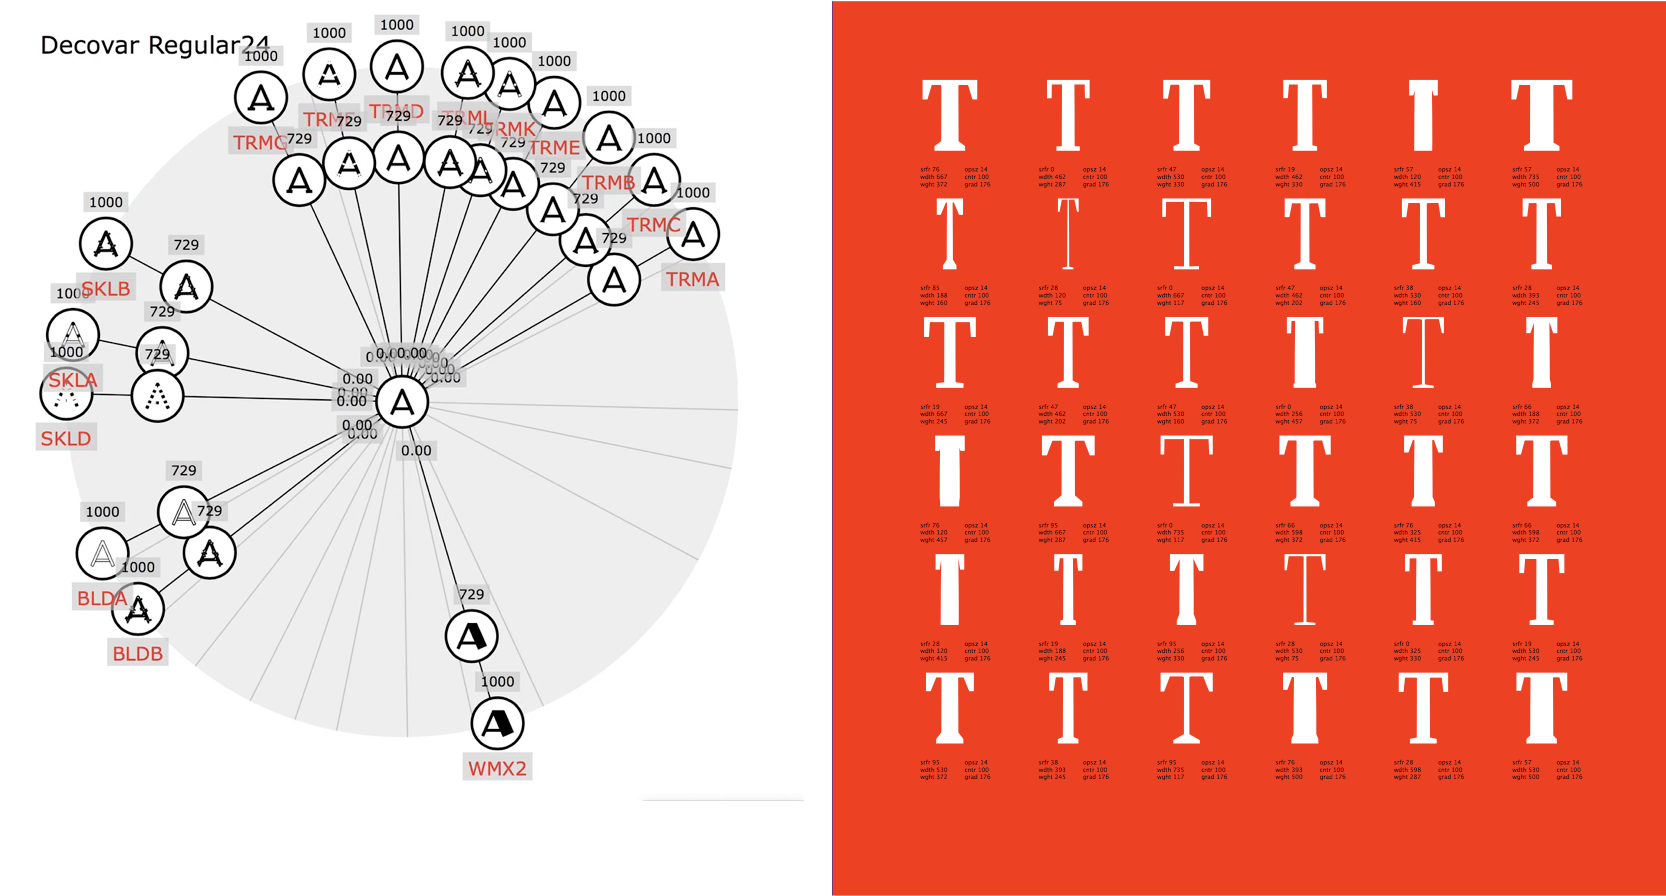 Decovar Regular24
1000
1000
1000
1000
1000
1000
1000
1000
1000
TRMG
TRMD
TRML
TRMK
TRME
TRMB
TRMC
TRMA
729
729
729
729
729
729
729
729
A
1000
729
SKLB
1000
729
SKLA
1000
729
SKLD
0.00
0.00
0.00
0.00
0.00
0.00
729
1000
729
BLDA
1000
BLDB
729
1000
WMX2
T T T T T T
srfr 76 opsz 14
wdth 667 cntr 100
wght 372 grad 176
srfr 0 opsz 14
wdth 462 cntr 100
wght 287 grad 176
srfr 47 opsz 14
wdth 530 cntr 100
wght 330 grad 176
srfr 19 opsz 14
wdth 462 cntr 100
wght 330 grad 176
srfr 57 opsz 14
wdth 120 cntr 100
wght 415 grad 176
srfr 57 opsz 14
wdth 735 cntr 100
wght 500 grad 176
T T T T T T
srfr 85 opsz 14
wdth 188 cntr 100
wght 160 grad 176
srfr 28 opsz 14
wdth 120 cntr 100
wght 75 grad 176
srfr 0 opsz 14
wdth 667 cntr 100
wght 117 grad 176
srfr 47 opsz 14
wdth 462 cntr 100
wght 202 grad 176
srfr 38 opsz 14
wdth 530 cntr 100
wght 160 grad 176
srfr 28 opsz 14
wdth 393 cntr 100
wght 245 grad 176
T T T T T T
srfr 19 opsz 14
wdth 667 cntr 100
wght 245 grad 176
srfr 47 opsz 14
wdth 462 cntr 100
wght 202 grad 176
srfr 47 opsz 14
wdth 530 cntr 100
wght 160 grad 176
srfr 0 opsz 14
wdth 256 cntr 100
wght 457 grad 176
srfr 38 opsz 14
wdth 530 cntr 100
wght 75 grad 176
srfr 66 opsz 14
wdth 188 cntr 100
wght 372 grad 176
T T T T T T
srfr 76 opsz 14
wdth 120 cntr 100
wght 457 grad 176
srfr 95 opsz 14
wdth 667 cntr 100
wght 287 grad 176
srfr 0 opsz 14
wdth 735 cntr 100
wght 117 grad 176
srfr 66 opsz 14
wdth 598 cntr 100
wght 372 grad 176
srfr 76 opsz 14
wdth 325 cntr 100
wght 415 grad 176
srfr 66 opsz 14
wdth 598 cntr 100
wght 372 grad 176
T T T T T T
srfr 28 opsz 14
wdth 120 cntr 100
wght 415 grad 176
srfr 19 opsz 14
wdth 188 cntr 100
wght 245 grad 176
srfr 95 opsz 14
wdth 256 cntr 100
wght 330 grad 176
srfr 28 opsz 14
wdth 530 cntr 100
wght 75 grad 176
srfr 0 opsz 14
wdth 325 cntr 100
wght 330 grad 176
srfr 19 opsz 14
wdth 530 cntr 100
wght 245 grad 176
T T T T T T
srfr 95 opsz 14
wdth 530 cntr 100
wght 372 grad 176
srfr 38 opsz 14
wdth 393 cntr 100
wght 245 grad 176
srfr 95 opsz 14
wdth 735 cntr 100
wght 117 grad 176
srfr 76 opsz 14
wdth 393 cntr 100
wght 500 grad 176
srfr 28 opsz 14
wdth 598 cntr 100
wght 287 grad 176
srfr 57 opsz 14
wdth 530 cntr 100
wght 500 grad 176